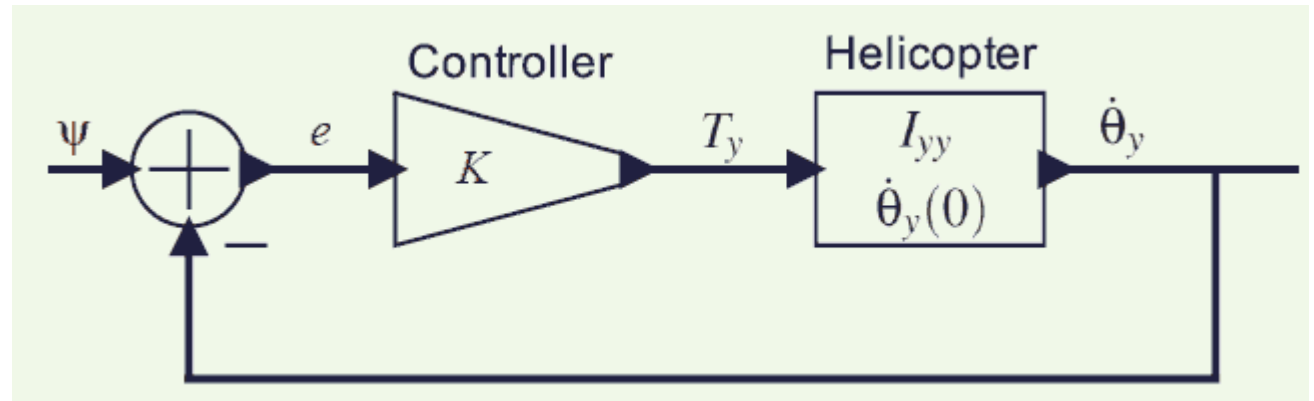 Controller
Helicopter
ψ
e
K
T_y
I_yy
θ̇_y(0)
θ̇_y
−